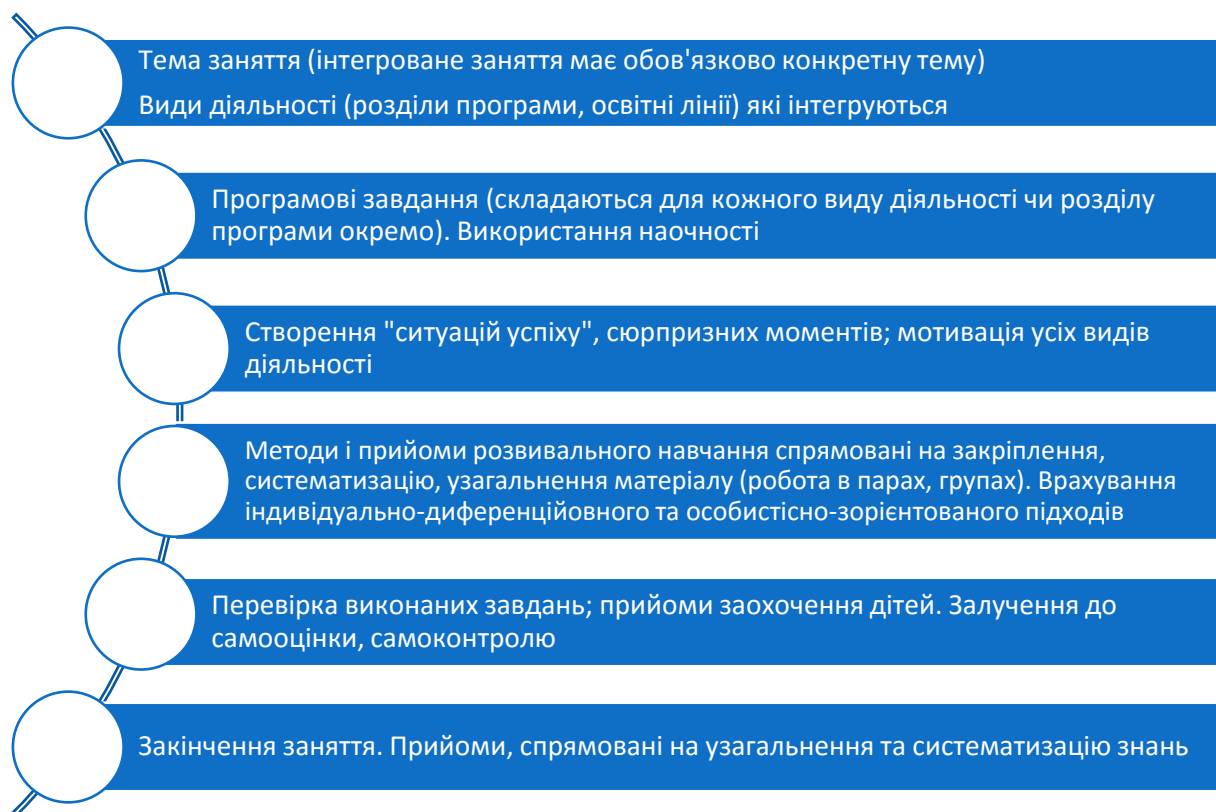 Тема заняття (інтегроване заняття має обов'язково конкретну тему)
Види діяльності (розділи програми, освітні лінії) які інтегруються
Програмові завдання (складаються для кожного виду діяльності чи розділу
програми окремо). Використання наочності
Створення "ситуацій успіху", сюрпризних моментів; мотивація усіх видів
діяльності
Методи і прийоми розвивального навчання спрямовані на закріплення,
систематизацію, узагальнення матеріалу (робота в парах, групах). Врахування
індивідуально-диференційовного та особистісно-зорієнтованого підходів
Перевірка виконаних завдань; прийоми заохочення дітей. Залучення до
самооцінки, самоконтролю
Закінчення заняття. Прийоми, спрямовані на узагальнення та систематизацію знань